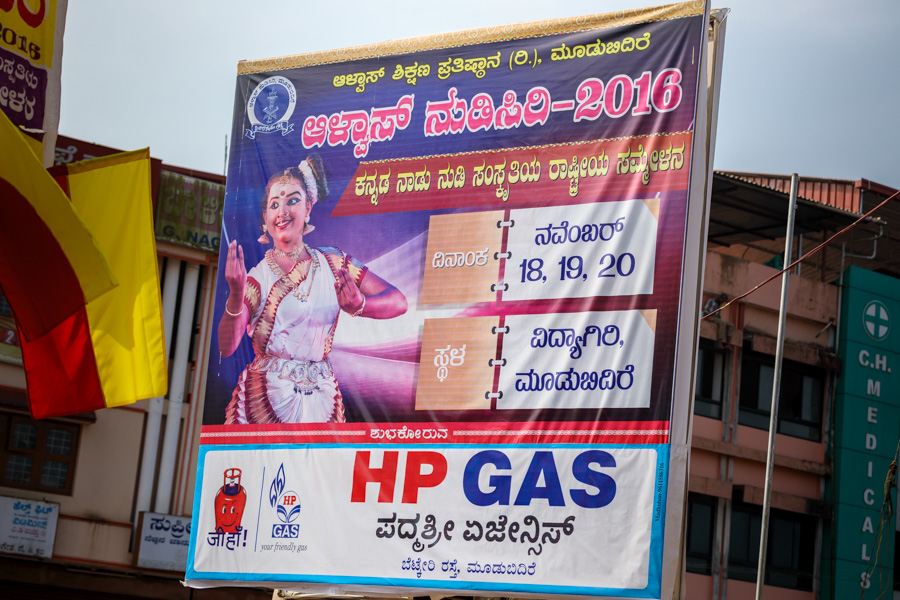 ಆಳ್ವಾಸ್ ಶಿಕ್ಷಣ ಪ್ರತಿಷ್ಠಾನ (ರಿ.), ಮೂಡುಬಿದಿರೆ
ಆಳ್ವಾಸ್ ನುಡಿಸಿರಿ-2016
ಕನ್ನಡ ನಾಡು ನುಡಿ ಸಂಸ್ಕೃತಿಯ ರಾಷ್ಟ್ರೀಯ ಸಮ್ಮೇಳನ
ದಿನಾಂಕ
ನವೆಂಬರ್
18, 19, 20
ಸ್ಥಳ
ವಿದ್ಯಾಗಿರಿ,
ಮೂಡುಬಿದಿರೆ
ಶುಭಕೋರುವ
HP GAS
ಪದ್ಮಶ್ರೀ ಏಜೇನ್ಸಿಸ್
ಬೆಟ್ಕೇರಿ ರಸ್ತೆ, ಮೂಡುಬಿದಿರೆ
जीहाँ!
HP
GAS
your friendly gas
2016
G. NAG
ಸುಪ್ರೀ
C.H. MEDICALS